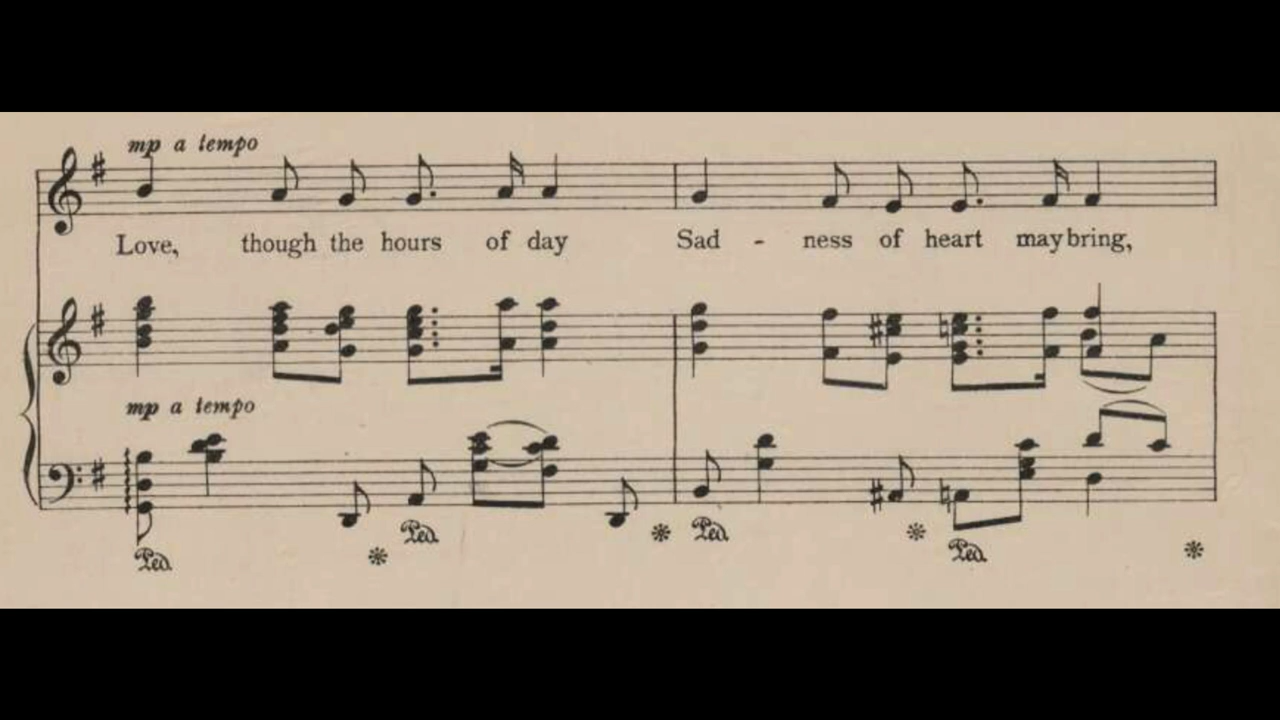 mp a tempo
Love, though the hours of day Sad - ness of heart may bring,
mp a tempo
Ped. Ped. Ped. Ped.